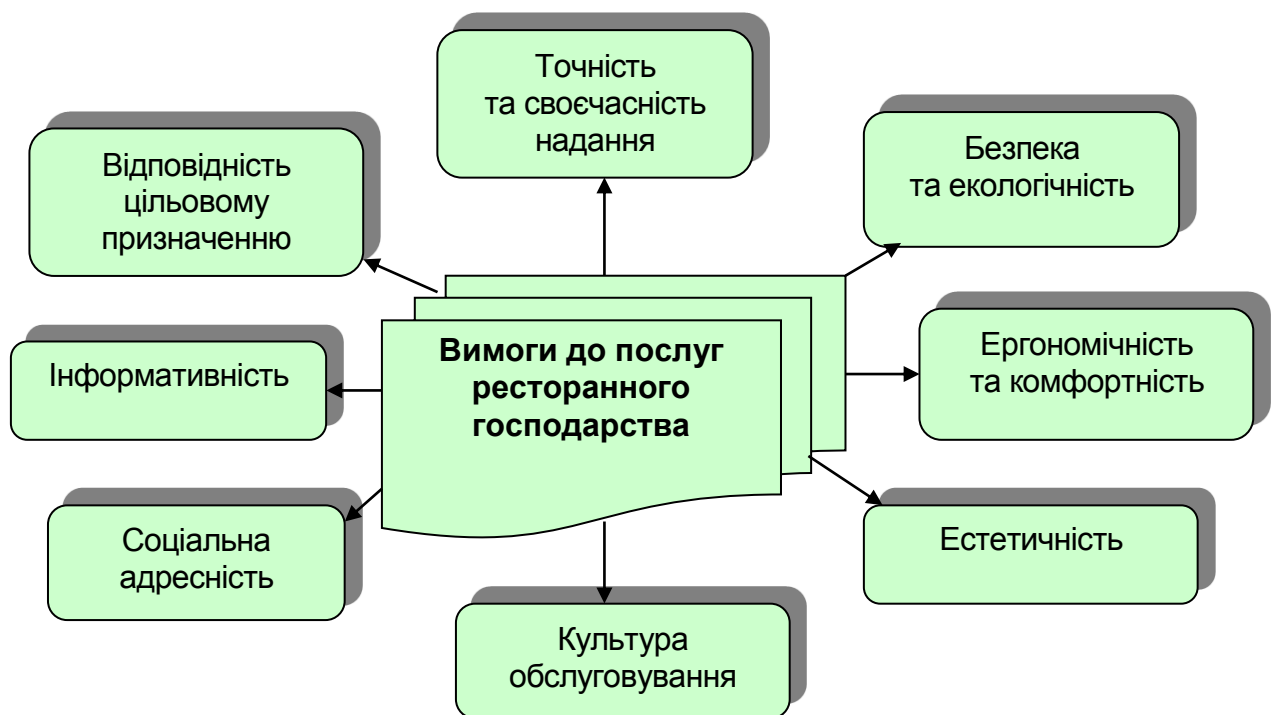 Точність
та своєчасність
надання
Безпека
та екологічність
Відповідність
цільовому
призначенню
Вимоги до послуг
ресторанного
господарства
Ергономічність
та комфортність
Інформативність
Соціальна
адресність
Естетичність
Культура
обслуговування